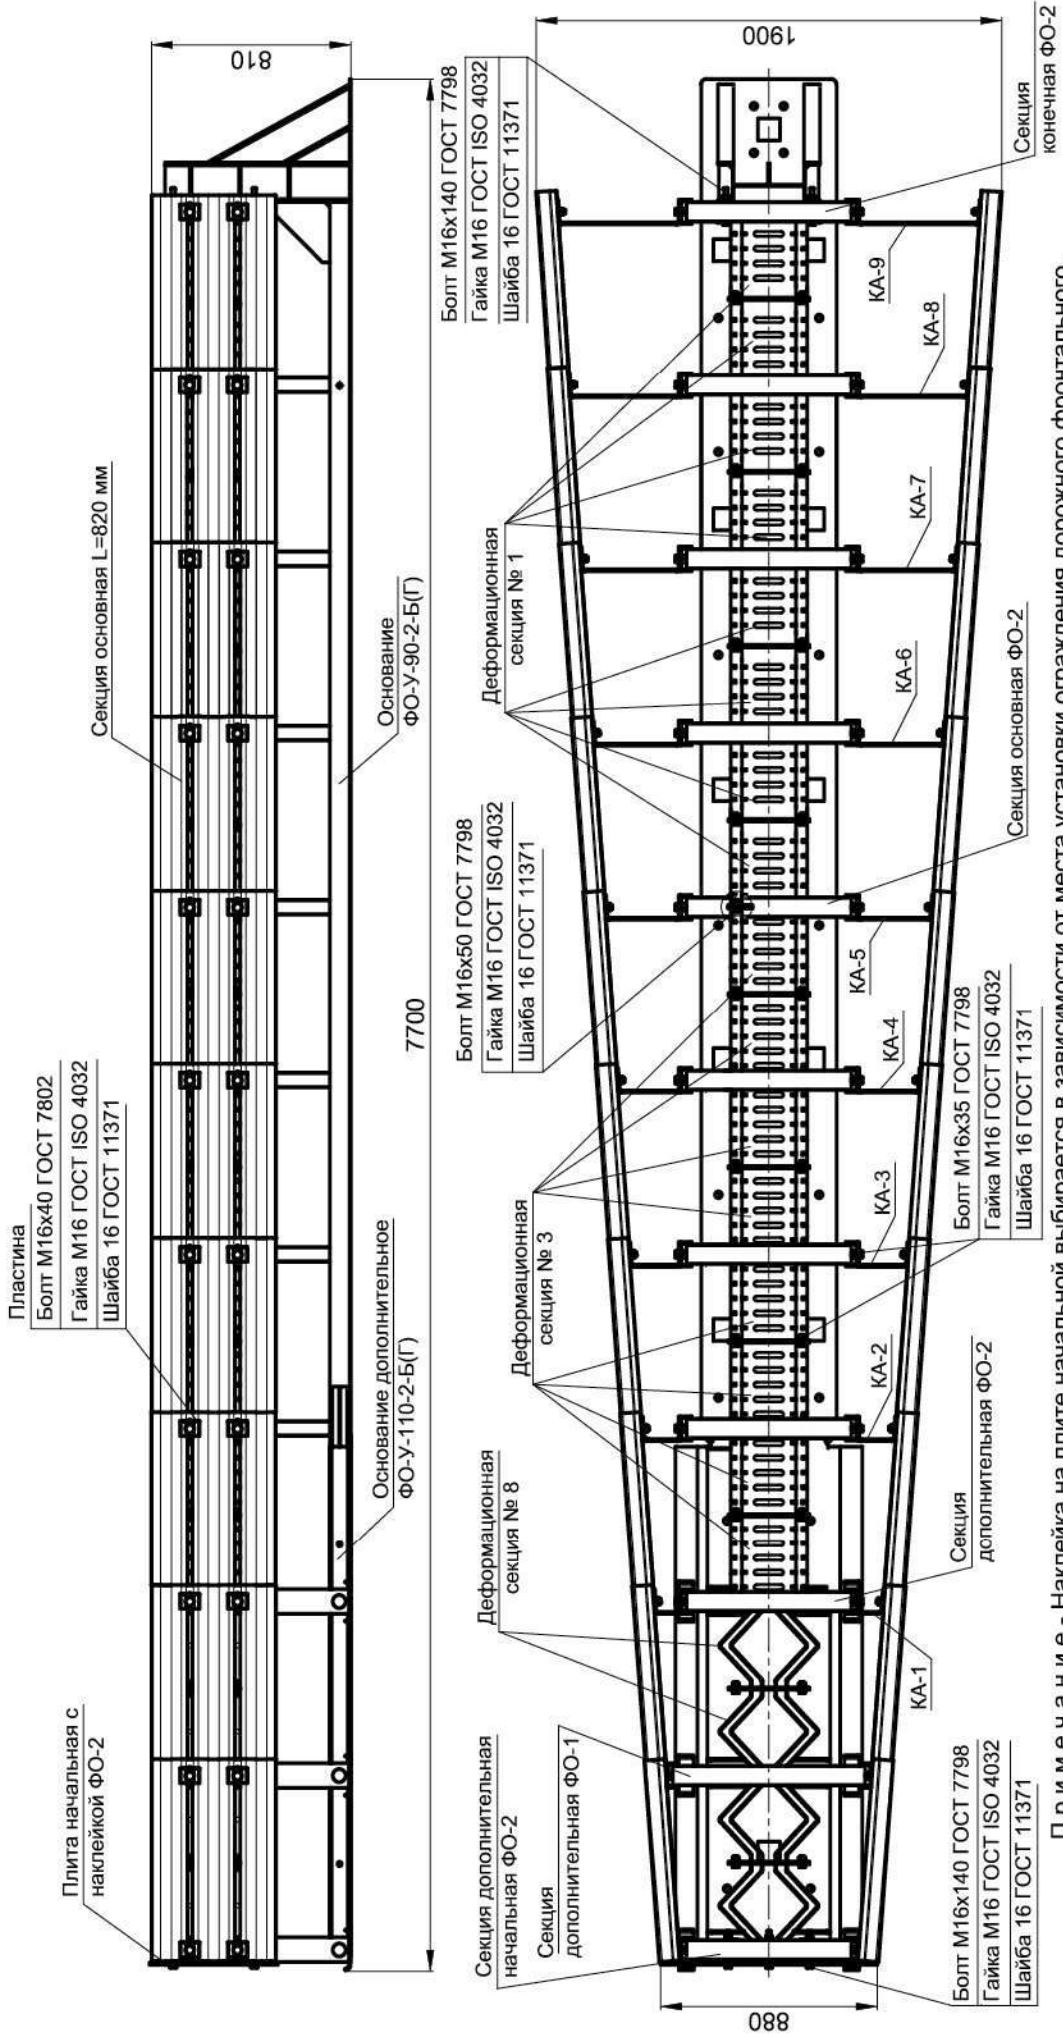 Плита начальная с
наклейкой ФО-2
Пластина
Болт М16х40 ГОСТ 7802
Гайка М16 ГОСТ ISO 4032
Шайба 16 ГОСТ 11371
Секция основная L=820 мм
810
Основание дополнительное
ФО-У-110-2-Б(Г)
Основание
ФО-У-90-2-Б(Г)
7700
Секция дополнительная
начальная ФО-2
Секция
дополнительная ФО-1
Деформационная
секция № 8
Деформационная
секция № 3
Болт М16х50 ГОСТ 7798
Гайка М16 ГОСТ ISO 4032
Шайба 16 ГОСТ 11371
Деформационная
секция № 1
Болт М16х140 ГОСТ 7798
Гайка М16 ГОСТ ISO 4032
Шайба 16 ГОСТ 11371
880
1900
КА-1
КА-2
КА-3
КА-4
КА-5
КА-6
КА-7
КА-8
КА-9
Болт М16х140 ГОСТ 7798
Гайка М16 ГОСТ ISO 4032
Шайба 16 ГОСТ 11371
Секция
дополнительная ФО-2
Болт М16х35 ГОСТ 7798
Гайка М16 ГОСТ ISO 4032
Шайба 16 ГОСТ 11371
Секция основная ФО-2
Секция
конечная ФО-2
П р и м е ч а н и е - Наклейка на плите начальной выбирается в зависимости от места установки ограждения дорожного фронтального